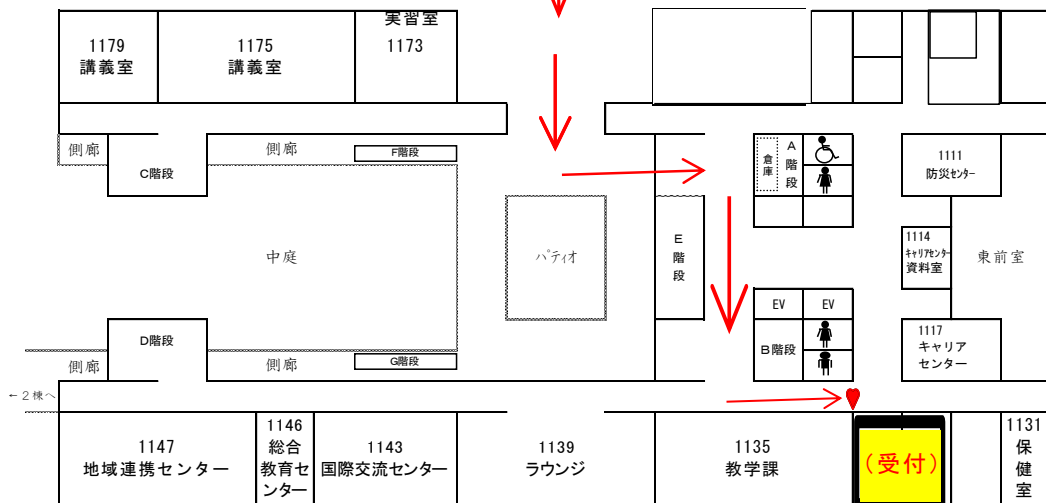 実習室
1179
講義室
1175
講義室
1173
側廊
側廊
F階段
C階段
倉庫
A階段
1111
防災センター
中庭
パティオ
E階段
1114
キャリアセンター
資料室
東前室
EV
EV
D階段
B階段
1117
キャリア
センター
側廊
側廊
G階段
←2棟へ
1147
地域連携センター
1146
総合
教育セ
ンター
1143
国際交流センター
1139
ラウンジ
1135
教学課
(受付)
1131
保健室